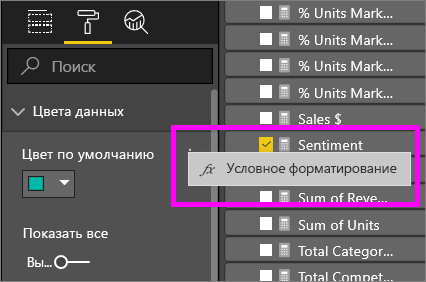 Поиск
Цвета данных
Цвет по умолчанию
Показать все
Вы...
% Units Mark...
% Units Mark...
% Units Mark...
% Units Mark...
Sales $
Sentiment
fx Условное форматирование
Sum of Reve...
Sum of Units
Total Categor...
Total Compet...